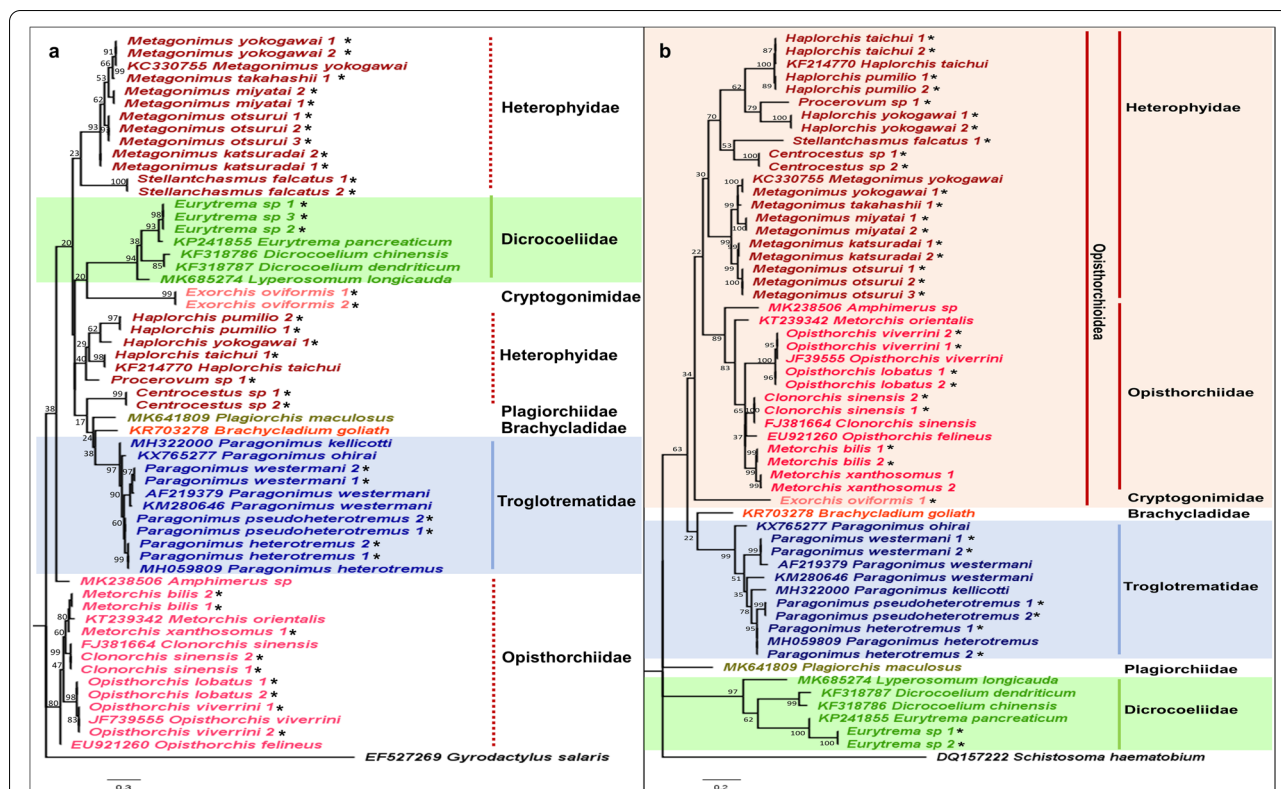 a
Metagonimus yokogawai 1 *
Metagonimus yokogawai 2 *
KC330755 Metagonimus yokogawai
Metagonimus takahashii 1 *
Metagonimus miyatai 2 *
Metagonimus miyatai 1 *
Metagonimus otsurui 1 *
Metagonimus otsurui 2 *
Metagonimus otsurui 3 *
Metagonimus katsuradai 2 *
Metagonimus katsuradai 1 *
Stellanchasmus falcatus 1 *
Stellanchasmus falcatus 2 *
Heterophyidae
Eurytrema sp 1 *
Eurytrema sp 3 *
Eurytrema sp 2 *
KP241855 Eurytrema pancreaticum
KF318786 Dicrocoelium chinensis
KF318787 Dicrocoelium dendriticum
MK685274 Lyperosomum longicauda
Dicrocoeliidae
Exorchis oviformis 1 *
Exorchis oviformis 2 *
Cryptogonimidae
Haplorchis pumilio 2 *
Haplorchis pumilio 1 *
Haplorchis yokogawai 1 *
Haplorchis taichui 1 *
KF214770 Haplorchis taichui
Procerovum sp 1 *
Centrocestus sp 1 *
Centrocestus sp 2 *
Heterophyidae
MK641809 Plagiorchis maculosus
Plagiorchiidae
KR703278 Brachycladium goliath
Brachycladidae
MH322000 Paragonimus kellicotti
KX765277 Paragonimus ohirai
Paragonimus westermani 2 *
Paragonimus westermani 1 *
AF219379 Paragonimus westermani
KM280646 Paragonimus westermani
Paragonimus pseudoheterotremus 2 *
Paragonimus pseudoheterotremus 1 *
Paragonimus heterotremus 2 *
Paragonimus heterotremus 1 *
MH059809 Paragonimus heterotremus
Troglotrematidae
MK238506 Amphimerus sp
Metorchis bilis 2 *
Metorchis bilis 1 *
KT239342 Metorchis orientalis
Metorchis xanthosomus 1 *
FJ381664 Clonorchis sinensis
Clonorchis sinensis 2 *
Clonorchis sinensis 1 *
Opisthorchis lobatus 1 *
Opisthorchis lobatus 2 *
Opisthorchis viverrini 1 *
JF739555 Opisthorchis viverrini
Opisthorchis viverrini 2 *
EU921260 Opisthorchis felineus
Opisthorchiidae
EF527269 Gyrodactylus salaris
0.3
91
66
99
53
62
93
93
23
100
20
98
93
38
94
85
20
99
97
62
29
40
98
99
17
24
38
97
97
90
60
99
38
80
60
99
47
80
98
83
b
Haplorchis taichui 1 *
Haplorchis taichui 2 *
KF214770 Haplorchis taichui
Haplorchis pumilio 1 *
Haplorchis pumilio 2 *
Procerovum sp 1 *
Haplorchis yokogawai 1 *
Haplorchis yokogawai 2 *
Stellantchasmus falcatus 1 *
Centrocestus sp 1 *
Centrocestus sp 2 *
KC330755 Metagonimus yokogawai
Metagonimus yokogawai 1 *
Metagonimus takahashii 1 *
Metagonimus miyatai 1 *
Metagonimus miyatai 2 *
Metagonimus katsuradai 1 *
Metagonimus katsuradai 2 *
Metagonimus otsurui 1 *
Metagonimus otsurui 2 *
Metagonimus otsurui 3 *
Heterophyidae
Opisthorchioidea
MK238506 Amphimerus sp
KT239342 Metorchis orientalis
Opisthorchis viverrini 2 *
Opisthorchis viverrini 1 *
JF39555 Opisthorchis viverrini
Opisthorchis lobatus 1 *
Opisthorchis lobatus 2 *
Clonorchis sinensis 2 *
Clonorchis sinensis 1 *
FJ381664 Clonorchis sinensis
EU921260 Opisthorchis felineus
Metorchis bilis 1 *
Metorchis bilis 2 *
Metorchis xanthosomus 1
Metorchis xanthosomus 2
Opisthorchiidae
Exorchis oviformis 1 *
Cryptogonimidae
KR703278 Brachycladium goliath
Brachycladidae
KX765277 Paragonimus ohirai
Paragonimus westermani 1 *
Paragonimus westermani 2 *
AF219379 Paragonimus westermani
KM280646 Paragonimus westermani
MH322000 Paragonimus kellicotti
Paragonimus pseudoheterotremus 1 *
Paragonimus pseudoheterotremus 2 *
Paragonimus heterotremus 1 *
MH059809 Paragonimus heterotremus
Paragonimus heterotremus 2 *
Troglotrematidae
MK641809 Plagiorchis maculosus
Plagiorchiidae
MK685274 Lyperosomum longicauda
KF318787 Dicrocoelium dendriticum
KF318786 Dicrocoelium chinensis
KP241855 Eurytrema pancreaticum
Eurytrema sp 1 *
Eurytrema sp 2 *
Dicrocoeliidae
DQ157222 Schistosoma haematobium
0.2
87
100
89
62
79
100
70
53
100
30
100
100
99
99
100
22
89
83
95
100
96
65
100
37
99
99
34
63
22
99
51
35
99
78
95
97
99
62
100